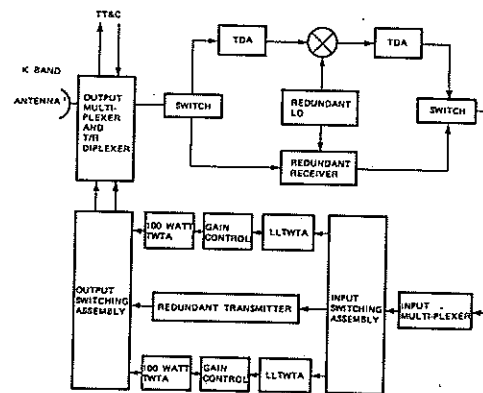 TT&C
K BAND
ANTENNA
OUTPUT
MULTI-
PLEXER
AND
T/R
DIPLEXER
SWITCH
TDA
TDA
REDUNDANT
LO
REDUNDANT
RECEIVER
SWITCH
OUTPUT
SWITCHING
ASSEMBLY
100 WATT
TWTA
GAIN
CONTROL
LLTWTA
REDUNDANT TRANSMITTER
100 WATT
TWTA
GAIN
CONTROL
LLTWTA
INPUT
SWITCHING
ASSEMBLY
INPUT
MULTI-PLEXER